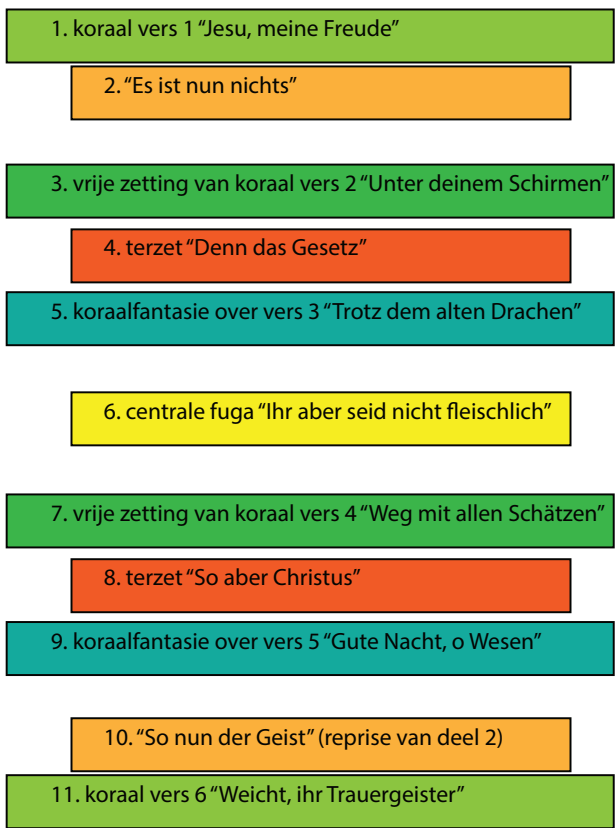 1. koraal vers 1 “Jesu, meine Freude”
2. “Es ist nun nichts”
3. vrije zetting van koraal vers 2 “Unter deinem Schirmen”
4. terzet “Denn das Gesetz”
5. koraalfantasie over vers 3 “Trotz dem alten Drachen”
6. centrale fuga “Ihr aber seid nicht fleischlich”
7. vrije zetting van koraal vers 4 “Weg mit allen Schätzen”
8. terzet “So aber Christus”
9. koraalfantasie over vers 5 “Gute Nacht, o Wesen”
10. “So nun der Geist” (reprise van deel 2)
11. koraal vers 6 “Weicht, ihr Trauergeister”